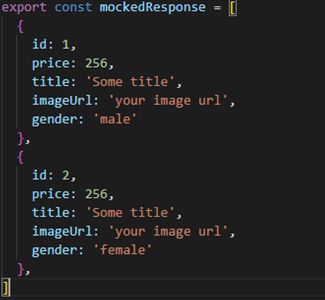 export const mockedResponse = [
{
id: 1,
price: 256,
title: 'Some title',
imageUrl: 'your image url',
gender: 'male'
},
{
id: 2,
price: 256,
title: 'Some title',
imageUrl: 'your image url',
gender: 'female'
},
]